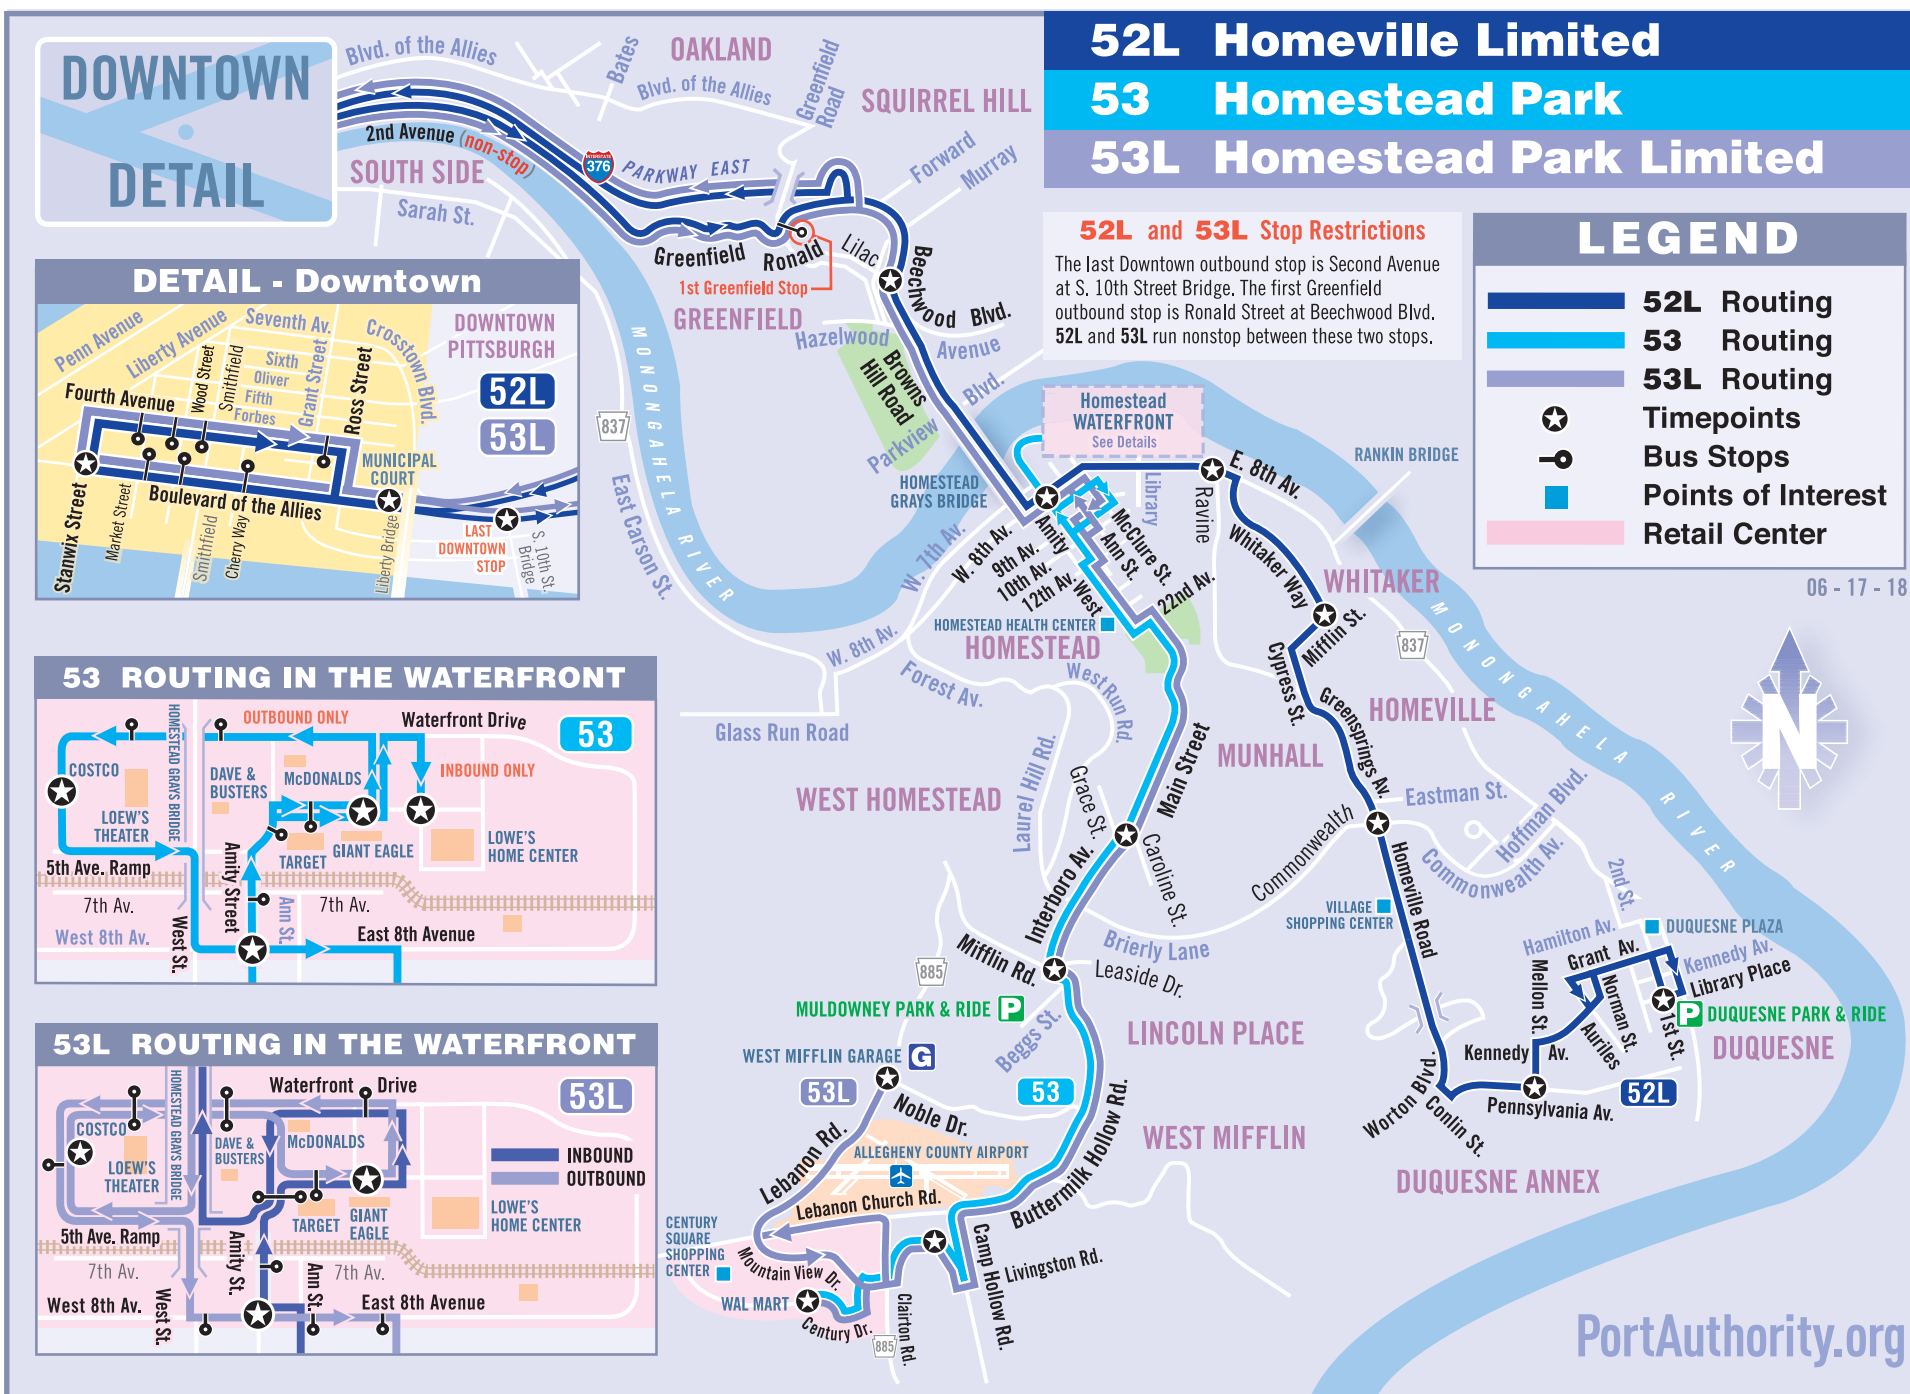 52L Homeville Limited
53 Homestead Park
53L Homestead Park Limited
DOWNTOWN
DETAIL
Blvd. of the Allies
Bates
OAKLAND
Blvd. of the Allies
Greenfield
Road
SQUIRREL HILL
2nd Avenue (non-stop)
SOUTH SIDE
Sarah St.
INTERSTATE
376
PARKWAY EAST
Forward
Murray
Greenfield
Ronald
Lilac
1st Greenfield Stop
GREENFIELD
Beechwood Blvd.
Hazelwood
Avenue
Browns
Hill Road
Blvd.
Parkview
52L and 53L Stop Restrictions
The last Downtown outbound stop is Second Avenue
at S. 10th Street Bridge. The first Greenfield
outbound stop is Ronald Street at Beechwood Blvd.
52L and 53L run nonstop between these two stops.
LEGEND
52L Routing
53 Routing
53L Routing
Timepoints
Bus Stops
Points of Interest
Retail Center
06 - 17 - 18
DETAIL - Downtown
Penn Avenue
Liberty Avenue
Seventh Av.
Sixth
Oliver
Fifth
Forbes
Wood Street
Smithfield
Grant Street
Ross Street
Crosstown Blvd.
DOWNTOWN
PITTSBURGH
52L
53L
Fourth Avenue
MUNICIPAL
COURT
Boulevard of the Allies
Stanwix Street
Market Street
Smithfield
Cherry Way
Liberty Bridge
LAST
DOWNTOWN
STOP
S. 10th St.
Bridge
MONONGAHELA RIVER
837
East Carson St.
Homestead
WATERFRONT
See Details
HOMESTEAD
GRAYS BRIDGE
RANKIN BRIDGE
E. 8th Av.
Library
Ravine
W. 7th Av.
W. 8th Av.
9th Av.
10th Av.
12th Av.
Amity
West
Ann St.
McClure St.
22nd Av.
Whitaker Way
WHITAKER
Mifflin St.
Cypress St.
837
MONONGAHELA RIVER
HOMESTEAD HEALTH CENTER
HOMESTEAD
W. 8th Av.
Forest Av.
West Run Rd.
Glass Run Road
Greensprings Av.
HOMEVILLE
N
MUNHALL
Main Street
WEST HOMESTEAD
Laurel Hill Rd.
Grace St.
Caroline St.
Interboro Av.
Eastman St.
Hoffman Blvd.
Commonwealth
Commonwealth Av.
Homeville Road
VILLAGE
SHOPPING CENTER
Brierly Lane
Mifflin Rd.
Leaside Dr.
885
MULDOWNEY PARK & RIDE P
Beggs St.
LINCOLN PLACE
WEST MIFFLIN GARAGE G
53L
53
Noble Dr.
Lebanon Rd.
ALLEGHENY COUNTY AIRPORT
Lebanon Church Rd.
WEST MIFFLIN
Buttermilk Hollow Rd.
Camp Hollow Rd.
Livingston Rd.
CENTURY
SQUARE
SHOPPING
CENTER
Mountain View Dr.
WAL MART
Century Dr.
Clairton Rd.
885
2nd St.
Hamilton Av.
DUQUESNE PLAZA
Grant Av.
Kennedy Av.
Library Place
Mellon St.
Norman St.
Auriles
1st St.
P DUQUESNE PARK & RIDE
DUQUESNE
Kennedy Av.
Worton Blvd.
Conlin St.
Pennsylvania Av.
52L
DUQUESNE ANNEX
53 ROUTING IN THE WATERFRONT
HOMESTEAD GRAYS BRIDGE
OUTBOUND ONLY
Waterfront Drive
53
COSTCO
DAVE &
BUSTERS
McDONALDS
INBOUND ONLY
LOEW'S
THEATER
LOWE'S
HOME CENTER
TARGET
GIANT EAGLE
5th Ave. Ramp
Amity Street
7th Av.
Ann St.
7th Av.
West 8th Av.
West St.
East 8th Avenue
53L ROUTING IN THE WATERFRONT
HOMESTEAD GRAYS BRIDGE
Waterfront Drive
53L
COSTCO
DAVE &
BUSTERS
McDONALDS
INBOUND
OUTBOUND
LOEW'S
THEATER
TARGET
GIANT
EAGLE
LOWE'S
HOME CENTER
5th Ave. Ramp
Amity St.
7th Av.
Ann St.
7th Av.
West 8th Av.
West St.
East 8th Avenue
PortAuthority.org